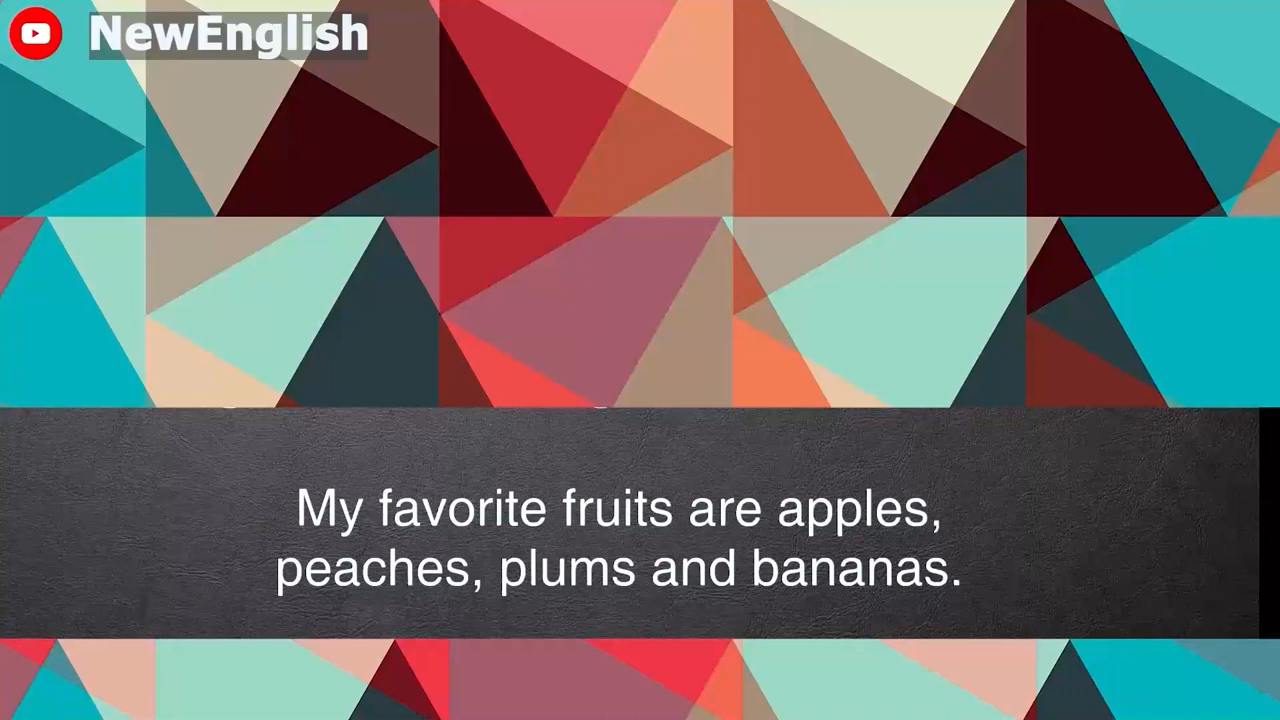 NewEnglish
My favorite fruits are apples,
peaches, plums and bananas.